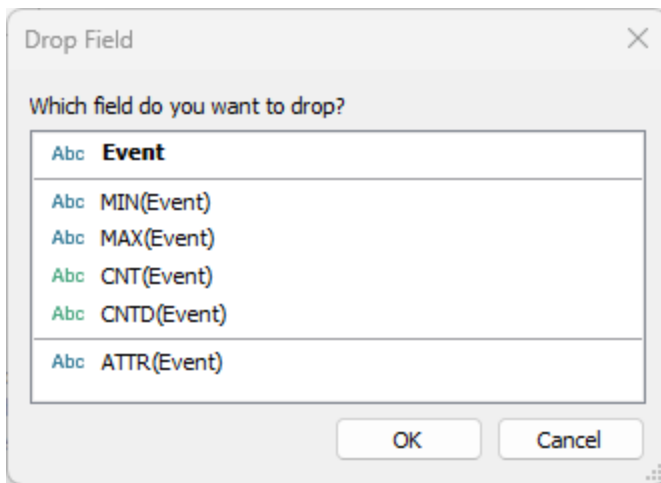 Drop Field
Which field do you want to drop?
Abc Event
Abc MIN(Event)
Abc MAX(Event)
Abc CNT(Event)
Abc CNTD(Event)
Abc ATTR(Event)
OK Cancel